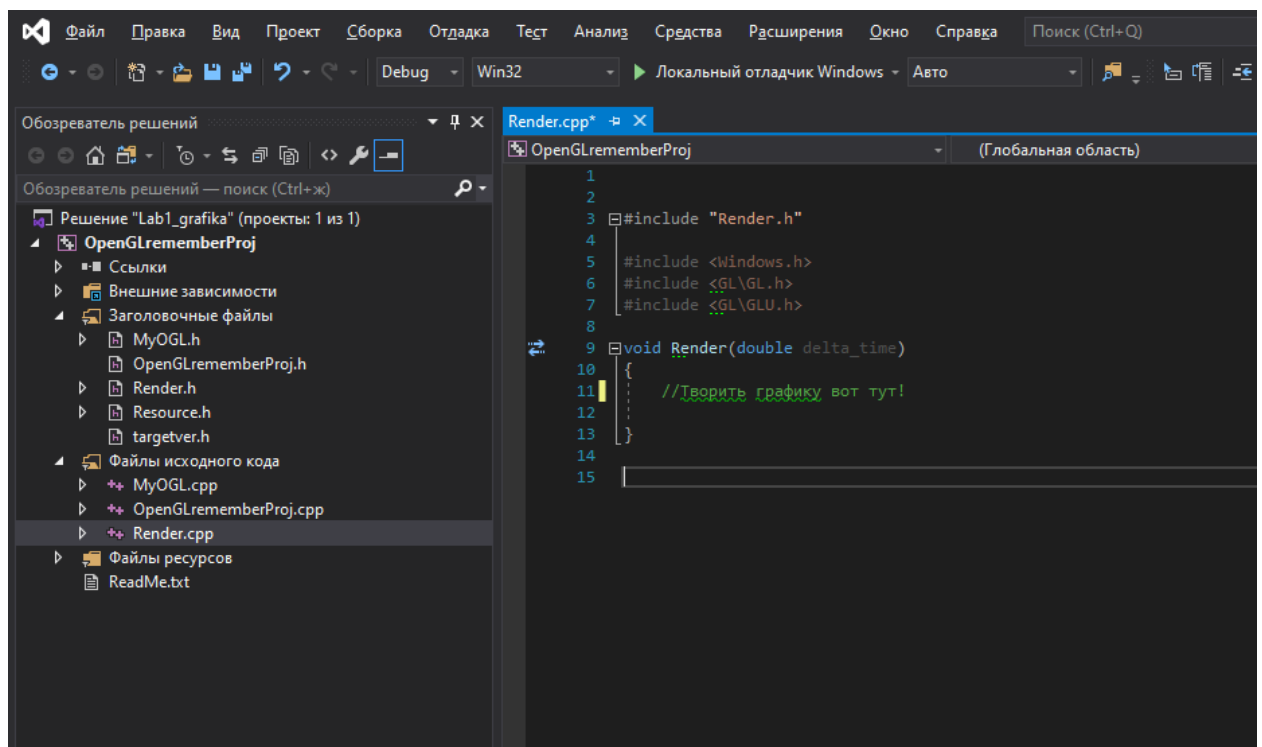 Файл Правка Вид Проект Сборка Отладка Тест Анализ Средства Расширения Окно Справка Поиск (Ctrl+Q)
Debug Win32 Локальный отладчик Windows Авто
Обозреватель решений
Обозреватель решений — поиск (Ctrl+ж)
Решение "Lab1_grafika" (проекты: 1 из 1)
OpenGLrememberProj
Ссылки
Внешние зависимости
Заголовочные файлы
MyOGL.h
OpenGLrememberProj.h
Render.h
Resource.h
targetver.h
Файлы исходного кода
MyOGL.cpp
OpenGLrememberProj.cpp
Render.cpp
Файлы ресурсов
ReadMe.txt
Render.cpp*
OpenGLrememberProj (Глобальная область)
1
2
3 #include "Render.h"
4
5 #include <Windows.h>
6 #include <GL\GL.h>
7 #include <GL\GLU.h>
8
9 void Render(double delta_time)
10 {
11 //Творить графику вот тут!
12
13 }
14
15